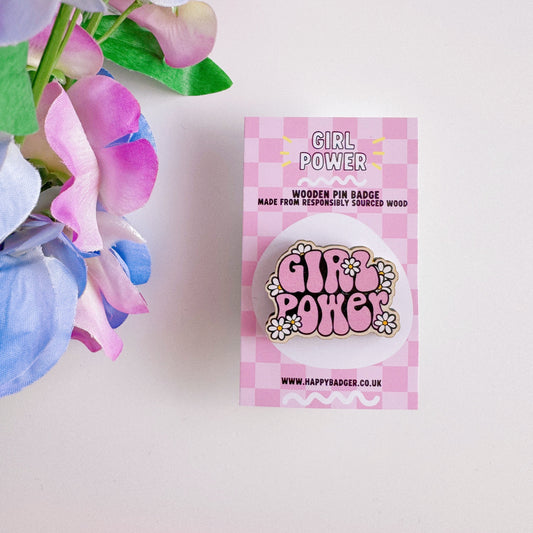 GIRL
POWER
WOODEN PIN BADGE
MADE FROM RESPONSIBLY SOURCED WOOD
GIRL
POWER
WWW.HAPPYBADGER.CO.UK